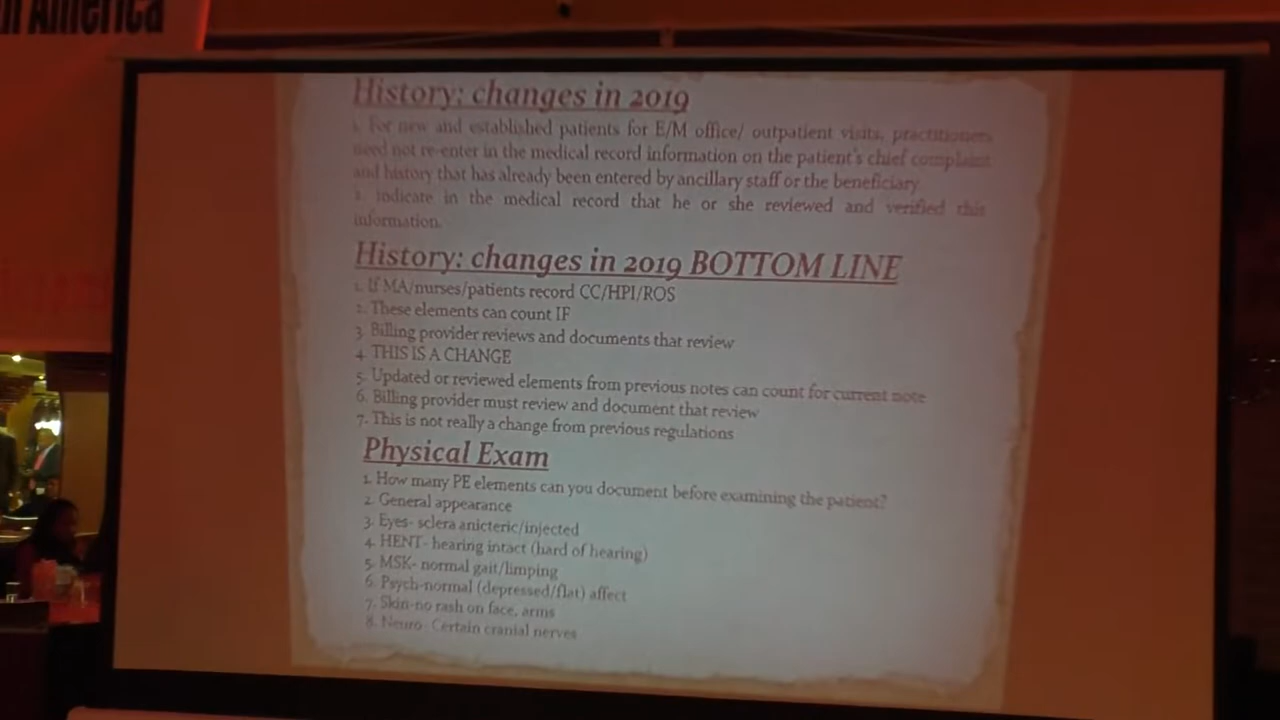 n America
History: changes in 2019
1. For new and established patients for E/M office/ outpatient visits, practitioners
need not re-enter in the medical record information on the patient's chief complaint
and history that has already been entered by ancillary staff or the beneficiary.
2. indicate in the medical record that he or she reviewed and verified this
information.
History: changes in 2019 BOTTOM LINE
1. If MA/nurses/patients record CC/HPI/ROS
2. These elements can count IF
3. Billing provider reviews and documents that review
4. THIS IS A CHANGE
5. Updated or reviewed elements from previous notes can count for current note
6. Billing provider must review and document that review
7. This is not really a change from previous regulations
Physical Exam
1. How many PE elements can you document before examining the patient?
2. General appearance
3. Eyes- sclera anicteric/injected
4. HENT- hearing intact (hard of hearing)
5. MSK- normal gait/limping
6. Psych-normal (depressed/flat) affect
7. Skin-no rash on face, arms
8. Neuro- Certain cranial nerves